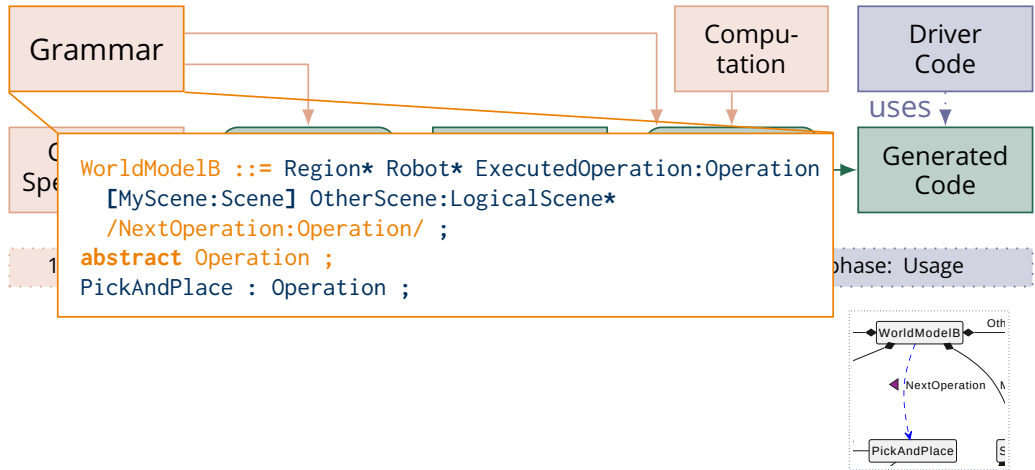 Grammar
Compu-
tation
Driver
Code
uses
Generated
Code
WorldModelB ::= Region* Robot* ExecutedOperation:Operation
[MyScene:Scene] OtherScene:LogicalScene*
/NextOperation:Operation/ ;
abstract Operation ;
PickAndPlace : Operation ;
phase: Usage
WorldModelB
NextOperation
PickAndPlace